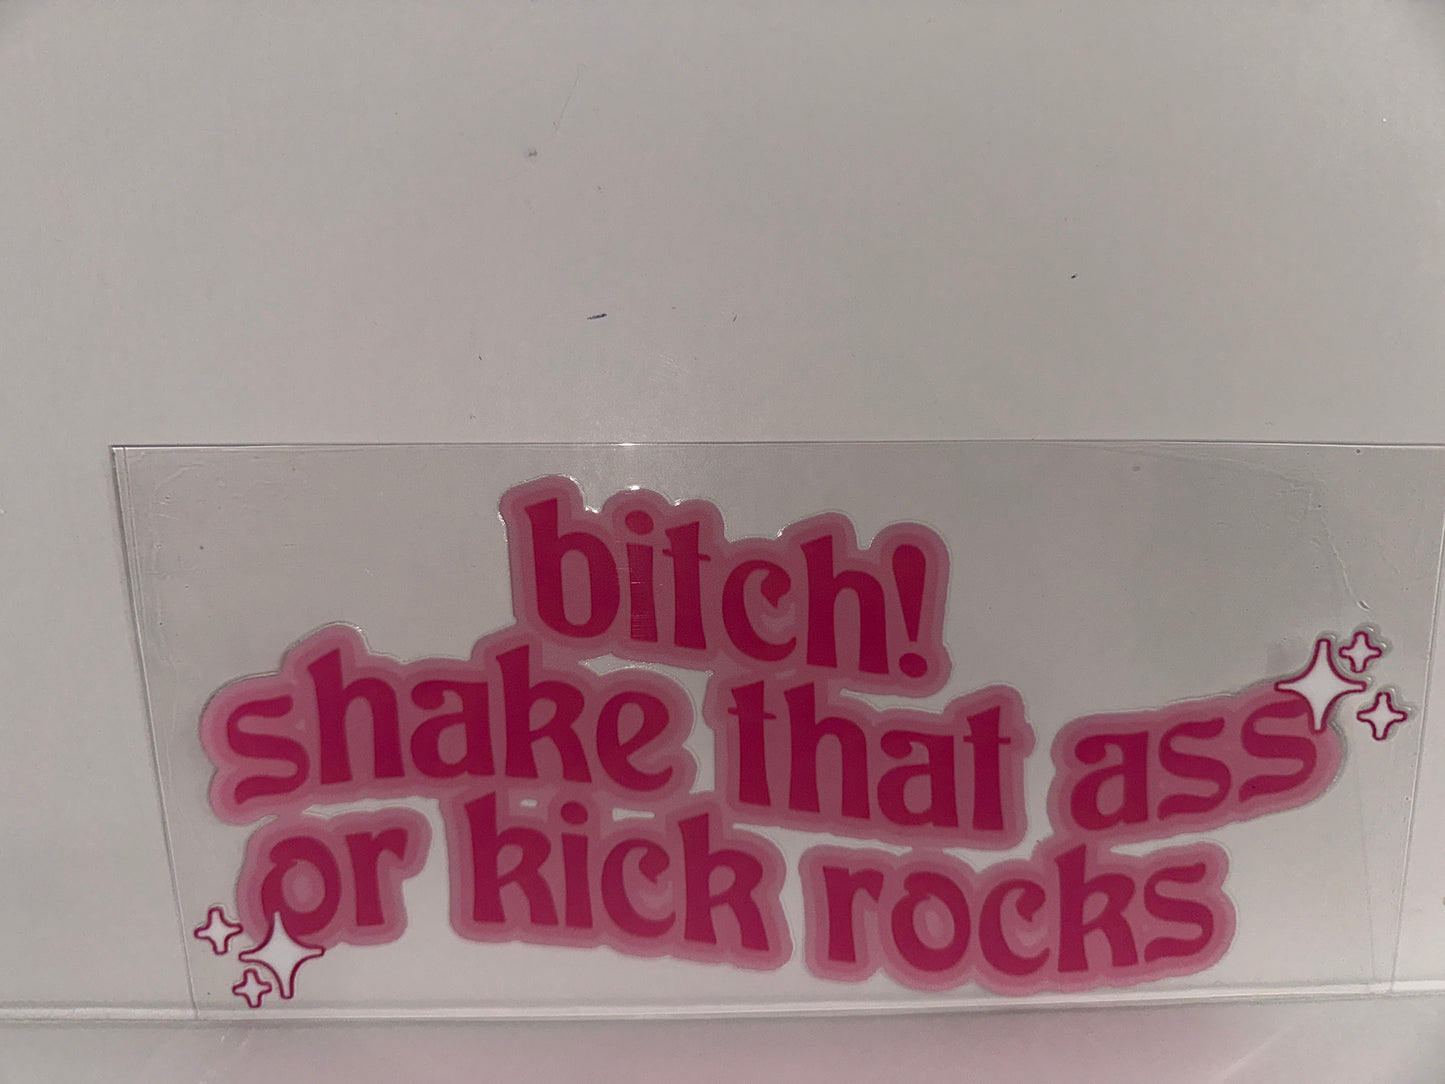 bitch!
shake that ass
or kick rocks